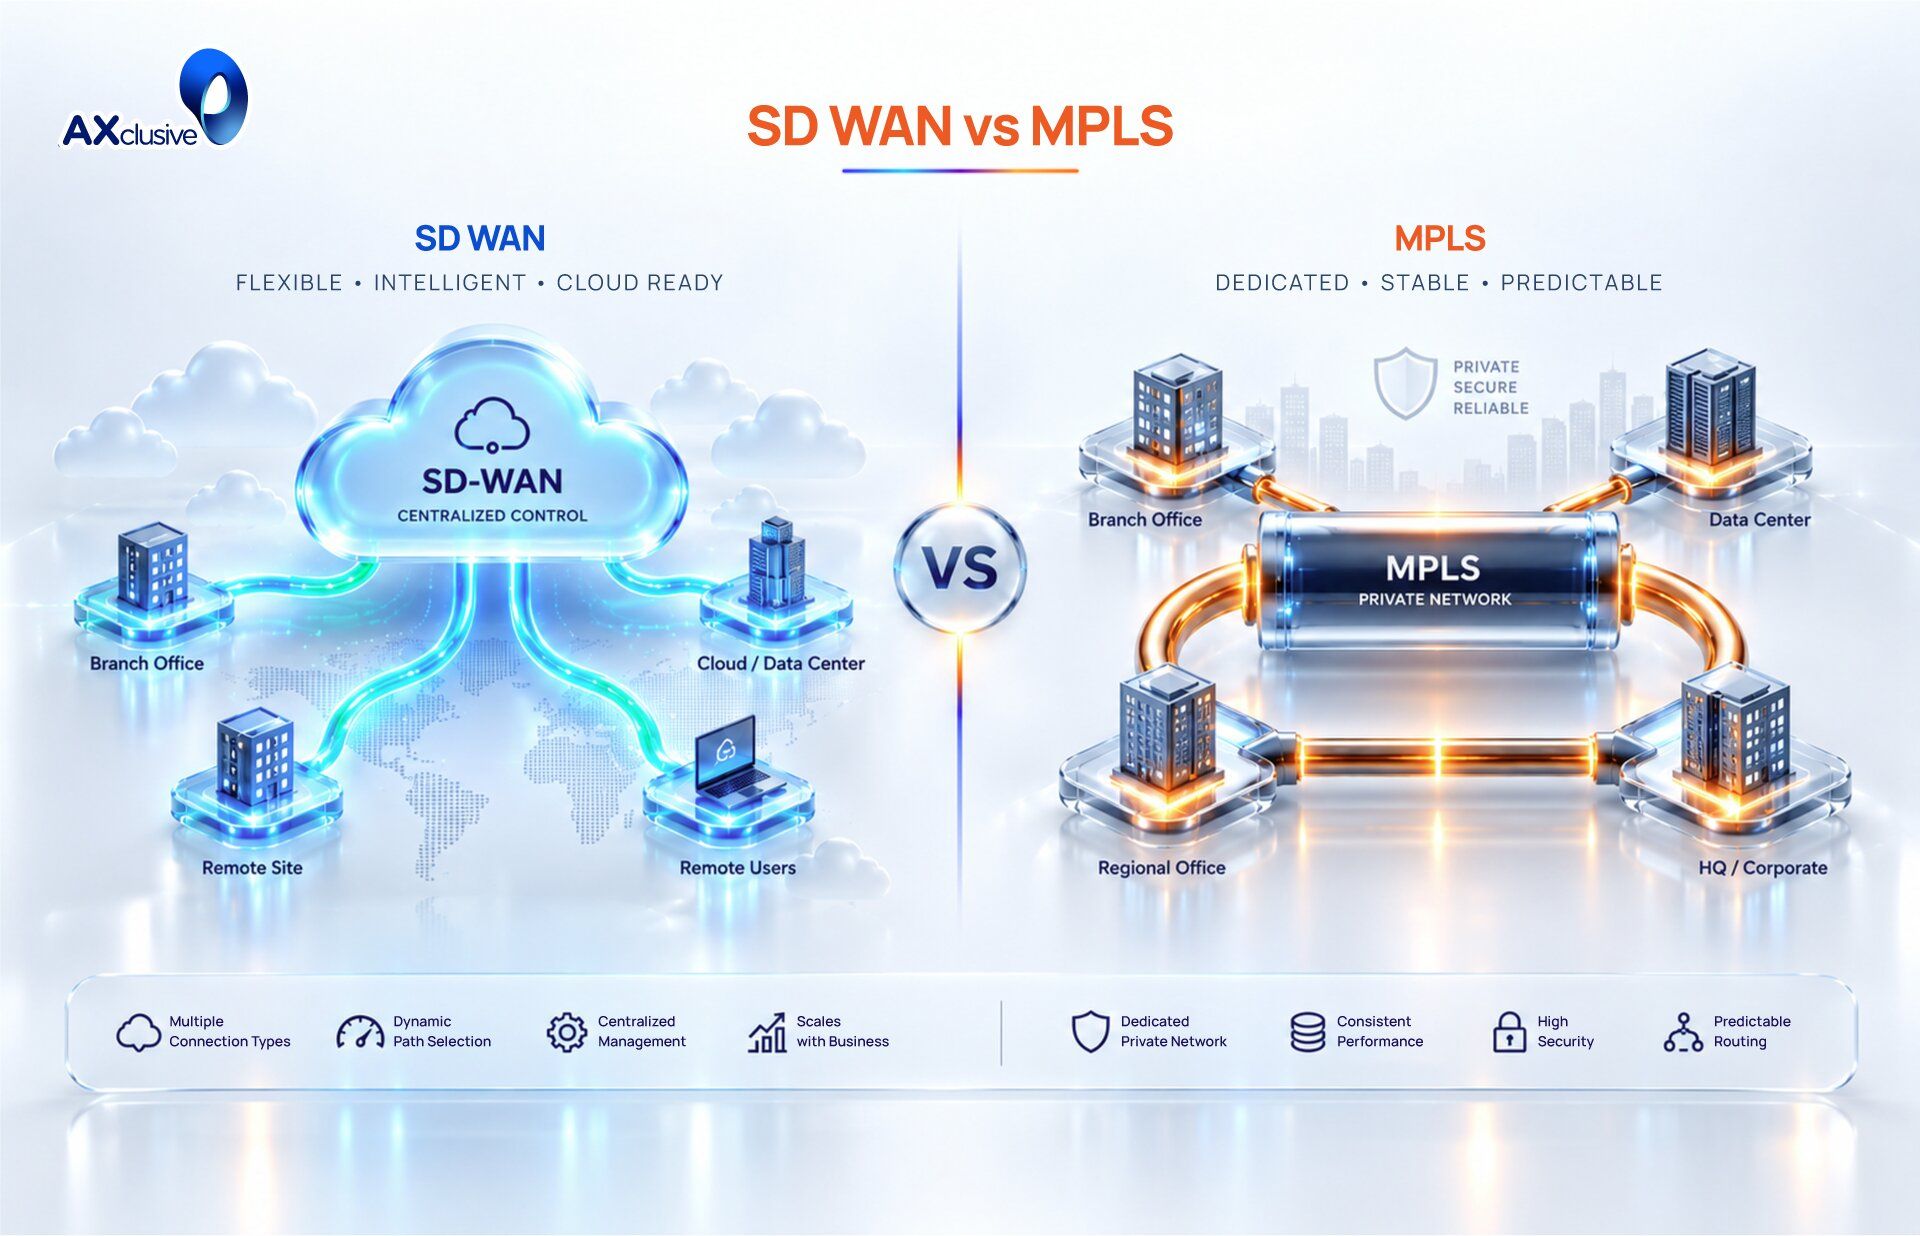 AXclusive
SD WAN vs MPLS
SD WAN
FLEXIBLE • INTELLIGENT • CLOUD READY
SD-WAN
CENTRALIZED CONTROL
Branch Office
Cloud / Data Center
Remote Site
Remote Users
VS
MPLS
DEDICATED • STABLE • PREDICTABLE
PRIVATE
SECURE
RELIABLE
Branch Office
Data Center
MPLS
PRIVATE NETWORK
Regional Office
HQ / Corporate
Multiple
Connection Types
Dynamic
Path Selection
Centralized
Management
Scales
with Business
Dedicated
Private Network
Consistent
Performance
High
Security
Predictable
Routing